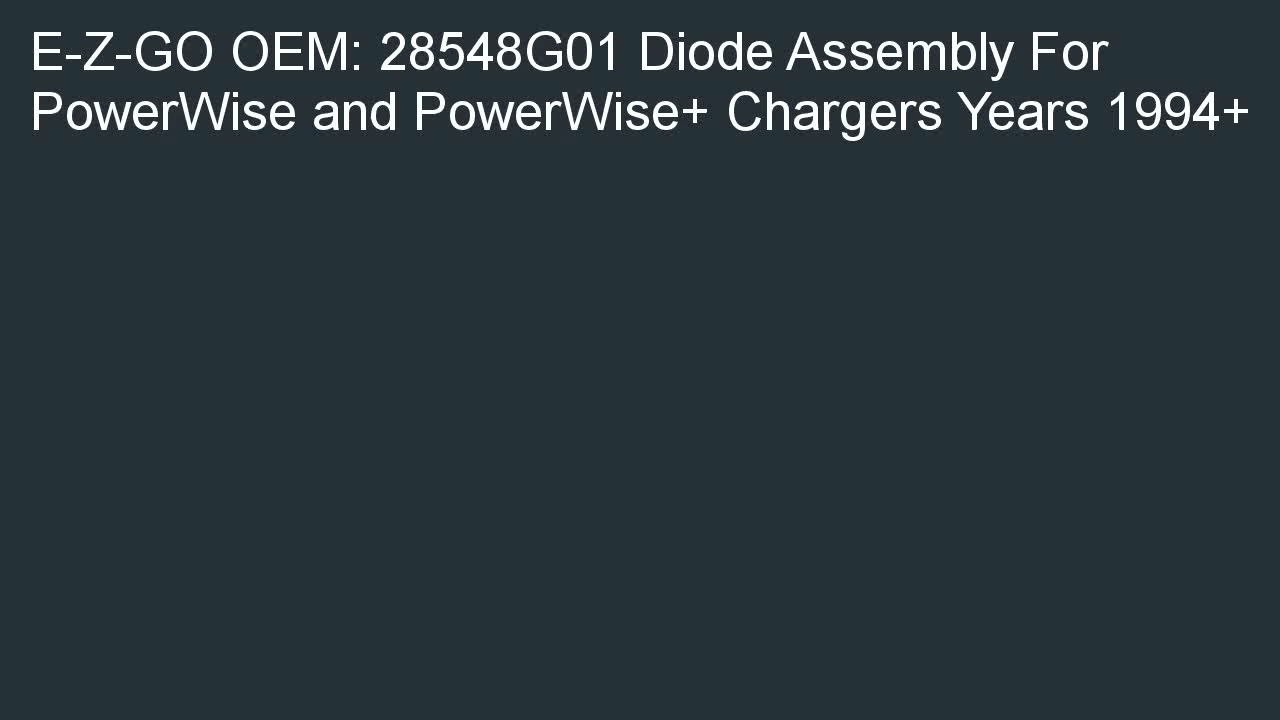 E-Z-GO OEM: 28548G01 Diode Assembly For
PowerWise and PowerWise+ Chargers Years 1994+